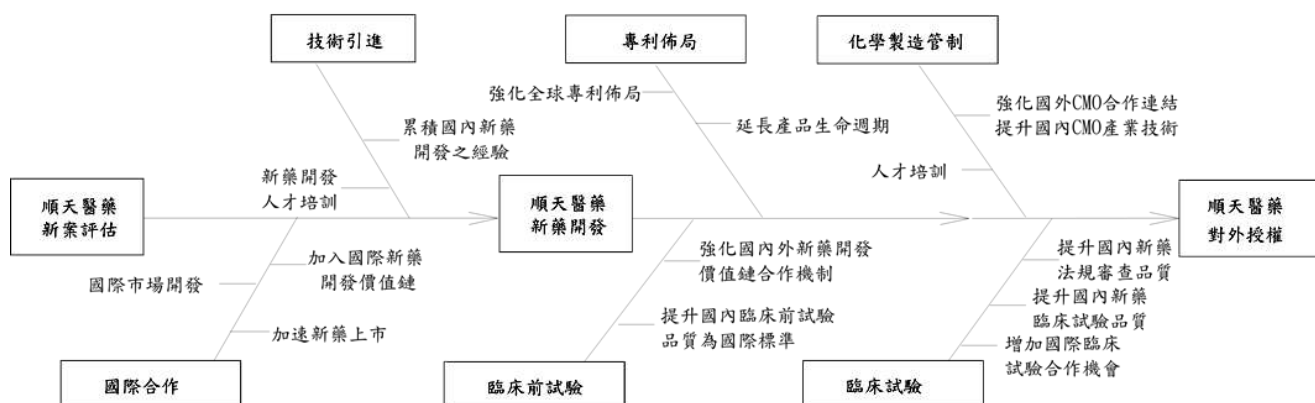 技術引進
專利佈局
化學製造管制
強化全球專利佈局
延長產品生命週期
強化國外CMO合作連結
提升國內CMO產業技術
累積國內新藥
開發之經驗
人才培訓
新藥開發
人才培訓
順天醫藥
新案評估
順天醫藥
新藥開發
順天醫藥
對外授權
加入國際新藥
開發價值鏈
國際市場開發
加速新藥上市
強化國內外新藥開發
價值鏈合作機制
提升國內臨床前試驗
品質為國際標準
提升國內新藥
法規審查品質
提升國內新藥
臨床試驗品質
增加國際臨床
試驗合作機會
國際合作
臨床前試驗
臨床試驗